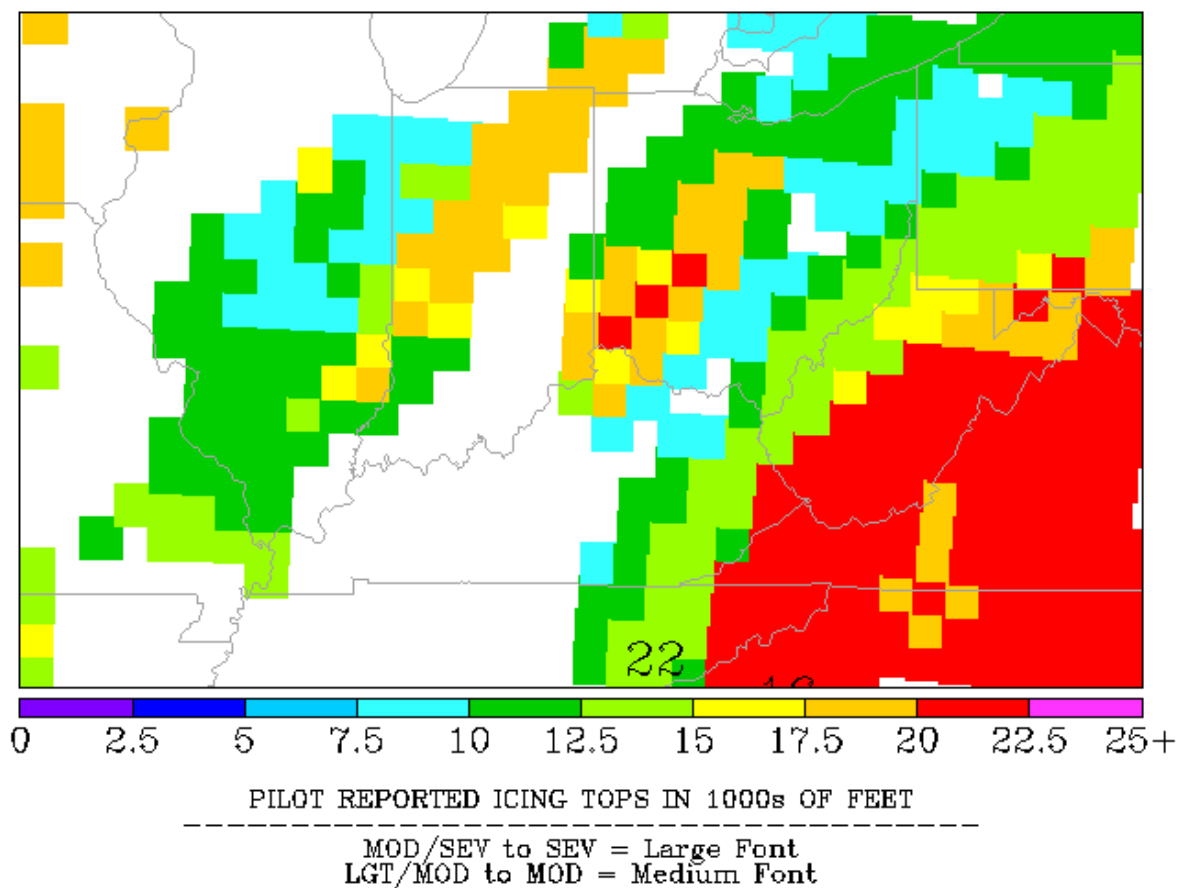 22
0 2.5 5 7.5 10 12.5 15 17.5 20 22.5 25+
PILOT REPORTED ICING TOPS IN 1000s OF FEET
MOD/SEV to SEV = Large Font
LGT/MOD to MOD = Medium Font